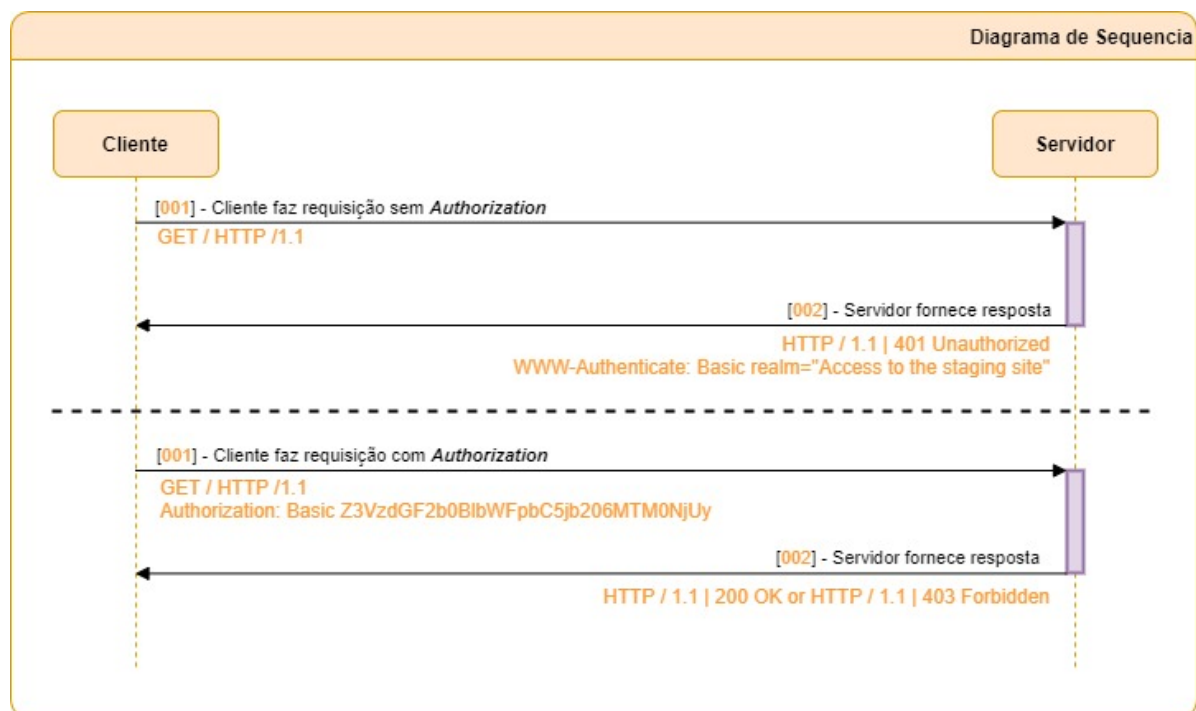 Diagrama de Sequencia
Cliente
Servidor
[001] - Cliente faz requisição sem Authorization
GET / HTTP /1.1
[002] - Servidor fornece resposta
HTTP / 1.1 | 401 Unauthorized
WWW-Authenticate: Basic realm="Access to the staging site"
[001] - Cliente faz requisição com Authorization
GET / HTTP /1.1
Authorization: Basic Z3VzdGF2b0BlbWFpbC5jb206MTM0NjUy
[002] - Servidor fornece resposta
HTTP / 1.1 | 200 OK or HTTP / 1.1 | 403 Forbidden